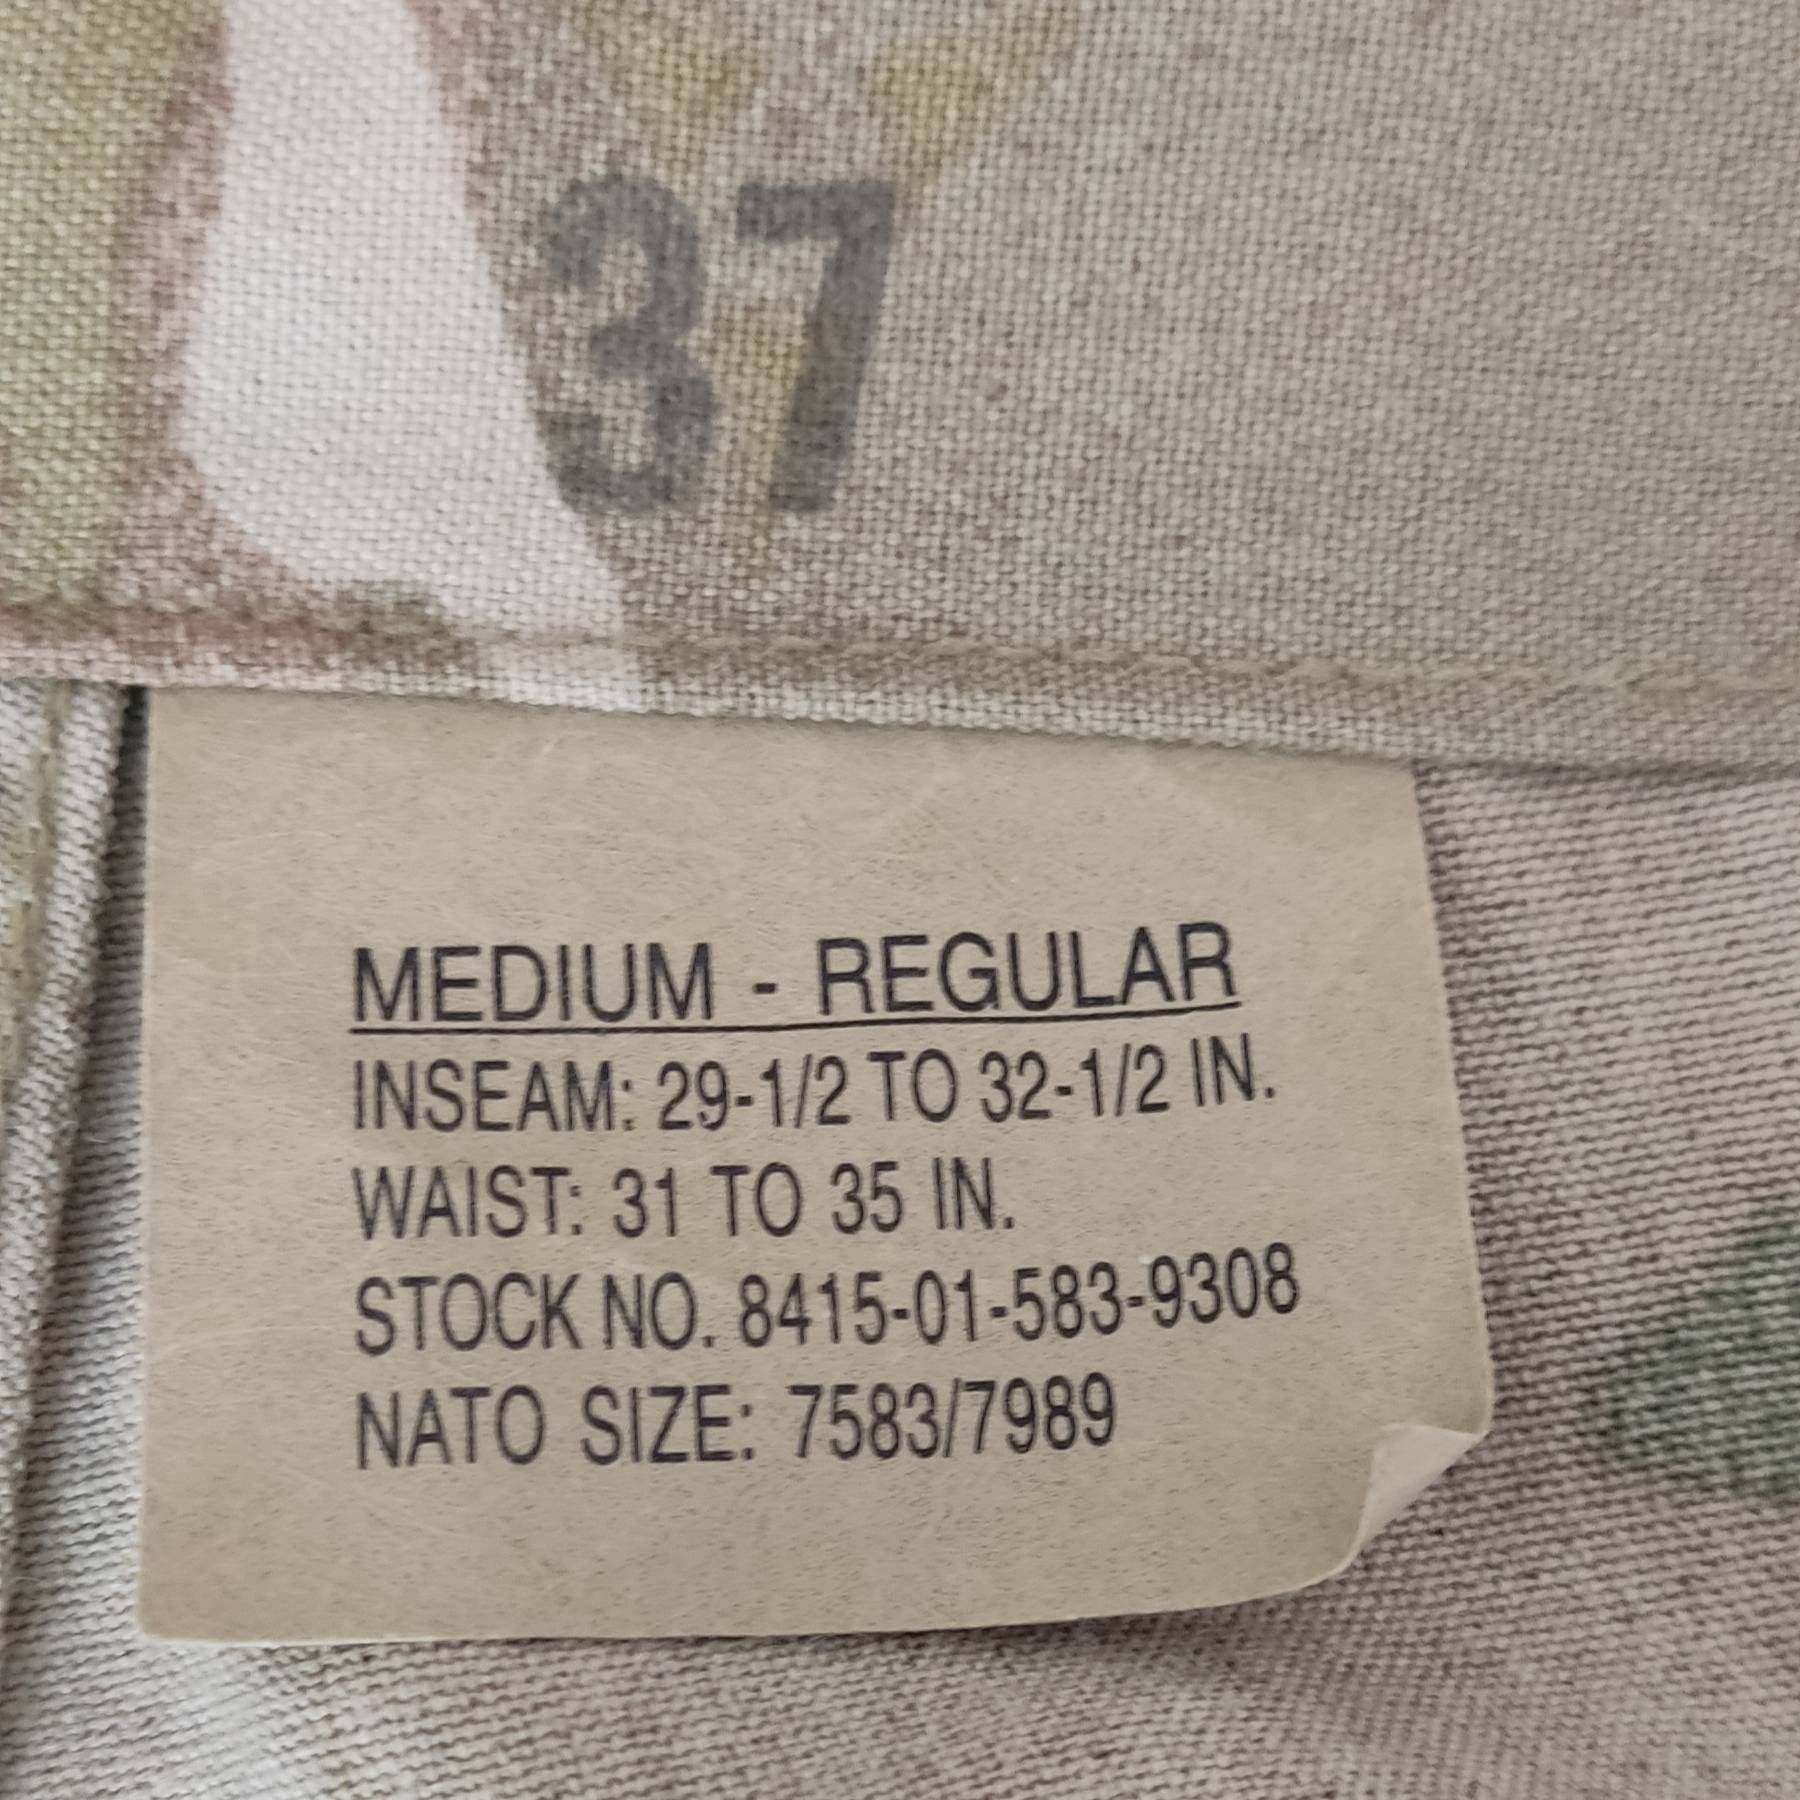 37
MEDIUM - REGULAR
INSEAM: 29-1/2 TO 32-1/2 IN.
WAIST: 31 TO 35 IN.
STOCK NO. 8415-01-583-9308
NATO SIZE: 7583/7989